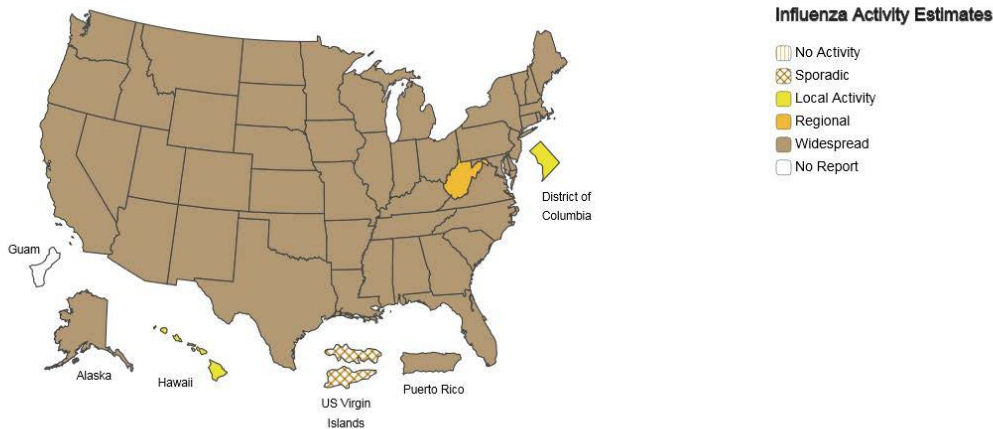 Influenza Activity Estimates
No Activity
Sporadic
Local Activity
Regional
Widespread
No Report
District of
Columbia
Guam
Alaska
Hawaii
US Virgin
Islands
Puerto Rico